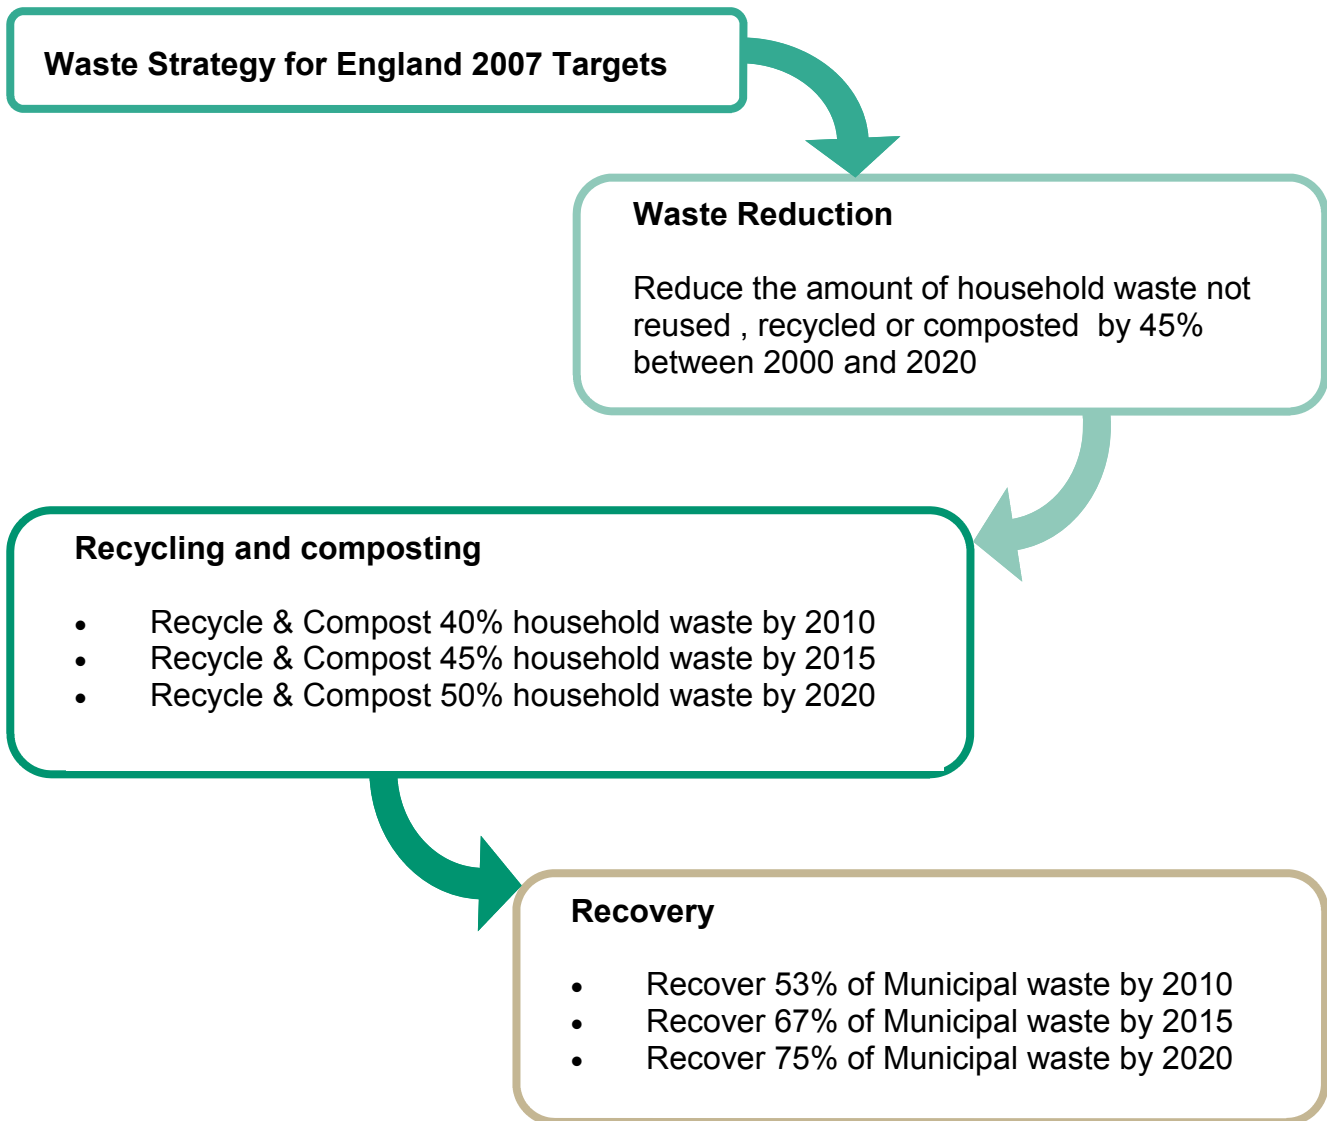 Waste Strategy for England 2007 Targets
Waste Reduction
Reduce the amount of household waste not
reused , recycled or composted  by 45%
between 2000 and 2020
Recycling and composting
• Recycle & Compost 40% household waste by 2010
• Recycle & Compost 45% household waste by 2015
• Recycle & Compost 50% household waste by 2020
Recovery
• Recover 53% of Municipal waste by 2010
• Recover 67% of Municipal waste by 2015
• Recover 75% of Municipal waste by 2020